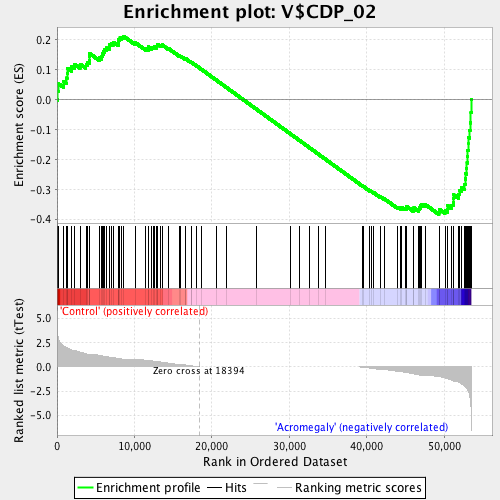 Enrichment plot: V$CDP_02
Enrichment score (ES)
0.2
0.1
0.0
-0.1
-0.2
-0.3
-0.4
'Control' (positively correlated)
Ranked list metric (tTest)
5.0
2.5
0.0
-2.5
-5.0
Zero cross at 18394
'Acromegaly' (negatively correlated)
0 10,000 20,000 30,000 40,000 50,000
Rank in Ordered Dataset
Enrichment profile Hits Ranking metric scores